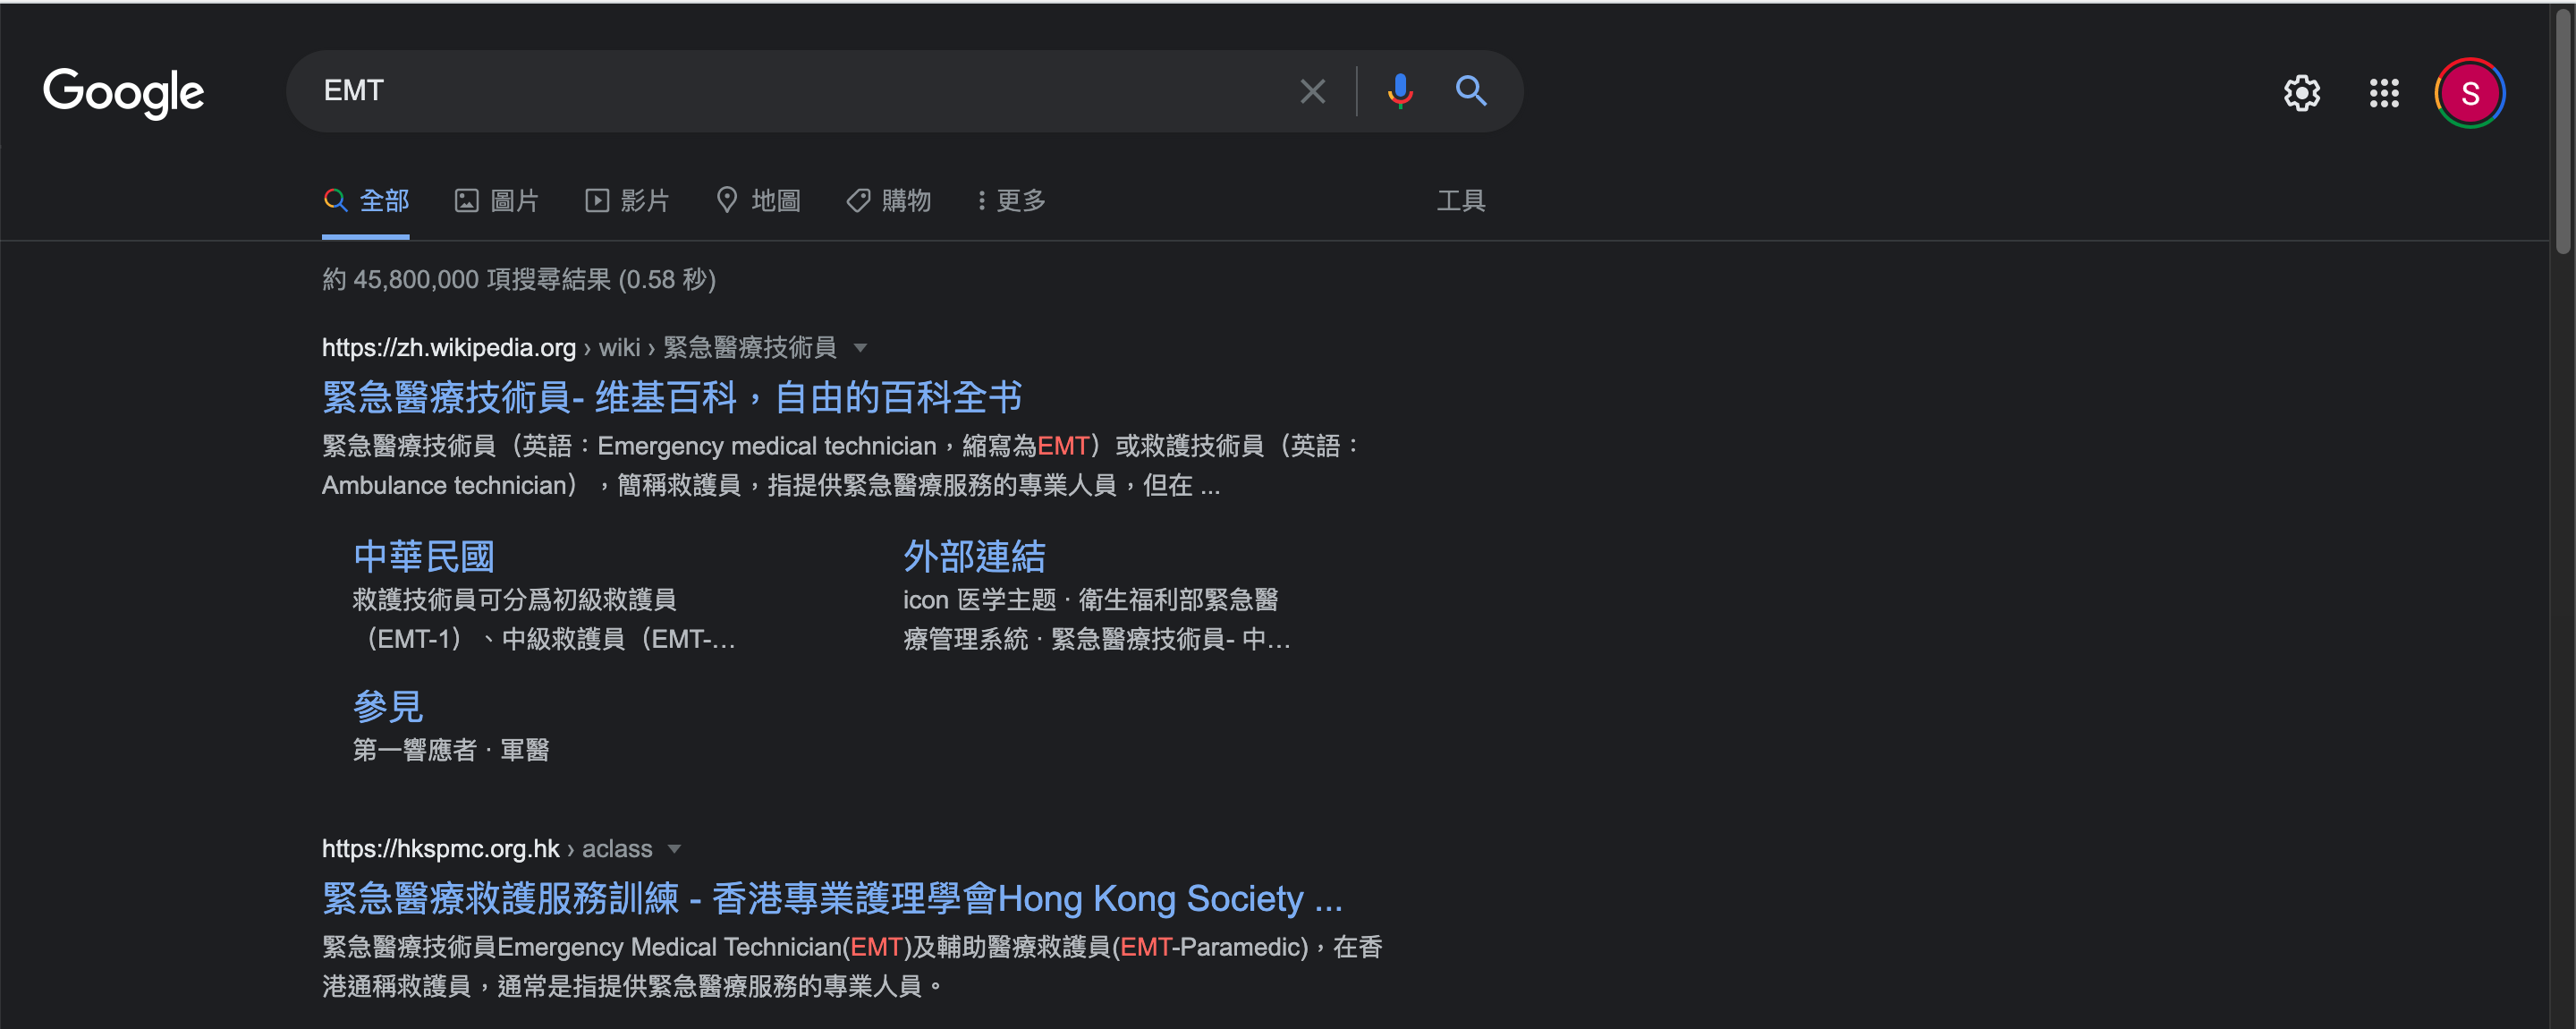 Google
EMT
S
全部 圖片 影片 地圖 購物 更多 工具
約 45,800,000 項搜尋結果 (0.58 秒)
https://zh.wikipedia.org › wiki › 緊急醫療技術員
緊急醫療技術員- 维基百科，自由的百科全书
緊急醫療技術員（英語：Emergency medical technician，縮寫為EMT）或救護技術員（英語：
Ambulance technician），簡稱救護員，指提供緊急醫療服務的專業人員，但在 ...
中華民國
救護技術員可分爲初級救護員
（EMT-1）、中級救護員（EMT-...
外部連結
icon 医学主题 · 衛生福利部緊急醫
療管理系統 · 緊急醫療技術員- 中...
參見
第一響應者 · 軍醫
https://hkspmc.org.hk › aclass
緊急醫療救護服務訓練 - 香港專業護理學會Hong Kong Society ...
緊急醫療技術員Emergency Medical Technician(EMT)及輔助醫療救護員(EMT-Paramedic)，在香
港通稱救護員，通常是指提供緊急醫療服務的專業人員。